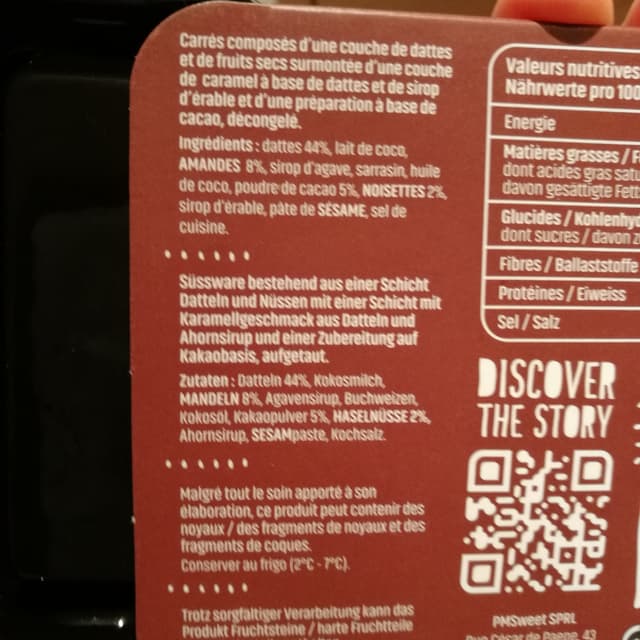 Carrés composés d'une couche de dattes
et de fruits secs surmontée d'une couche
de caramel à base de dattes et de sirop
d'érable et d'une préparation à base de
cacao, décongelé.
Ingrédients : dattes 44%, lait de coco,
AMANDES 8%, sirop d'agave, sarrasin, huile
de coco, poudre de cacao 5%, NOISETTES 2%,
sirop d'érable, pâte de SÉSAME, sel de
cuisine.
Süssware bestehend aus einer Schicht
Datteln und Nüssen mit einer Schicht mit
Karamellgeschmack aus Datteln und
Ahornsirup und einer Zubereitung auf
Kakaobasis, aufgetaut.
Zutaten : Datteln 44%, Kokosmilch,
MANDELN 8%, Agavensirup, Buchweizen,
Kokosöl, Kakaopulver 5%, HASELNÜSSE 2%,
Ahornsirup, SESAMpaste, Kochsalz.
Malgré tout le soin apporté à son
élaboration, ce produit peut contenir des
noyaux / des fragments de noyaux et des
fragments de coques.
Conserver au frigo (2°C - 7°C).
Trotz sorgfältiger Verarbeitung kann das
Produkt Fruchtsteine / harte Fruchtteile
Valeurs nutritives
Nährwerte pro 100
Energie
Matières grasses / F
dont acides gras satu
davon gesättigte Fett
Glucides / Kohlenhy
dont sucres / davon z
Fibres / Ballaststoffe
Protéines / Eiweiss
Sel / Salz
DISCOVER
THE STORY
PMSweet SPRL